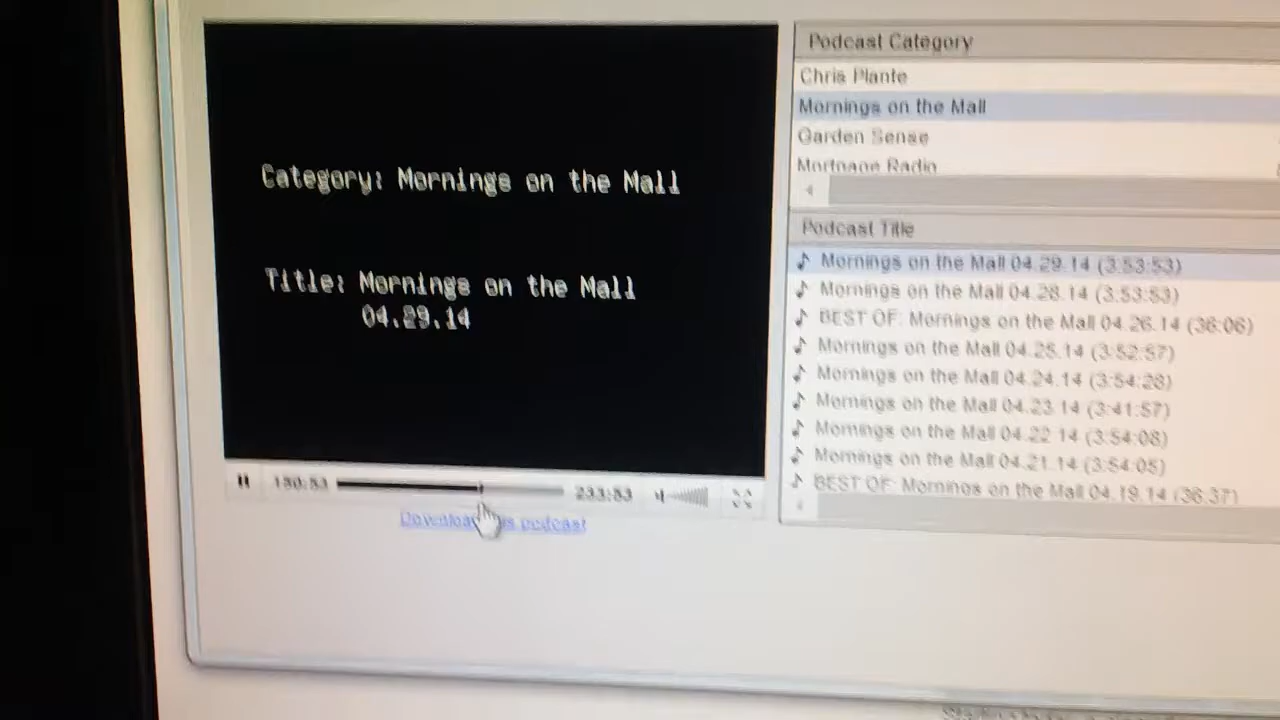 Category: Mornings on the Mall
Title: Mornings on the Mall
04.29.14
233:53
Download this podcast
Podcast Category
Chris Plante
Mornings on the Mall
Garden Sense
Mortgage Radio
Podcast Title
Mornings on the Mall 04.29.14 (3:53:53)
Mornings on the Mall 04.28.14 (3:53:53)
BEST OF: Mornings on the Mall 04.26.14 (36:06)
Mornings on the Mall 04.25.14 (3:52:57)
Mornings on the Mall 04.24.14 (3:54:28)
Mornings on the Mall 04.23.14 (3:41:57)
Mornings on the Mall 04.22.14 (3:54:08)
Mornings on the Mall 04.21.14 (3:54:05)
BEST OF: Mornings on the Mall 04.19.14 (36:37)